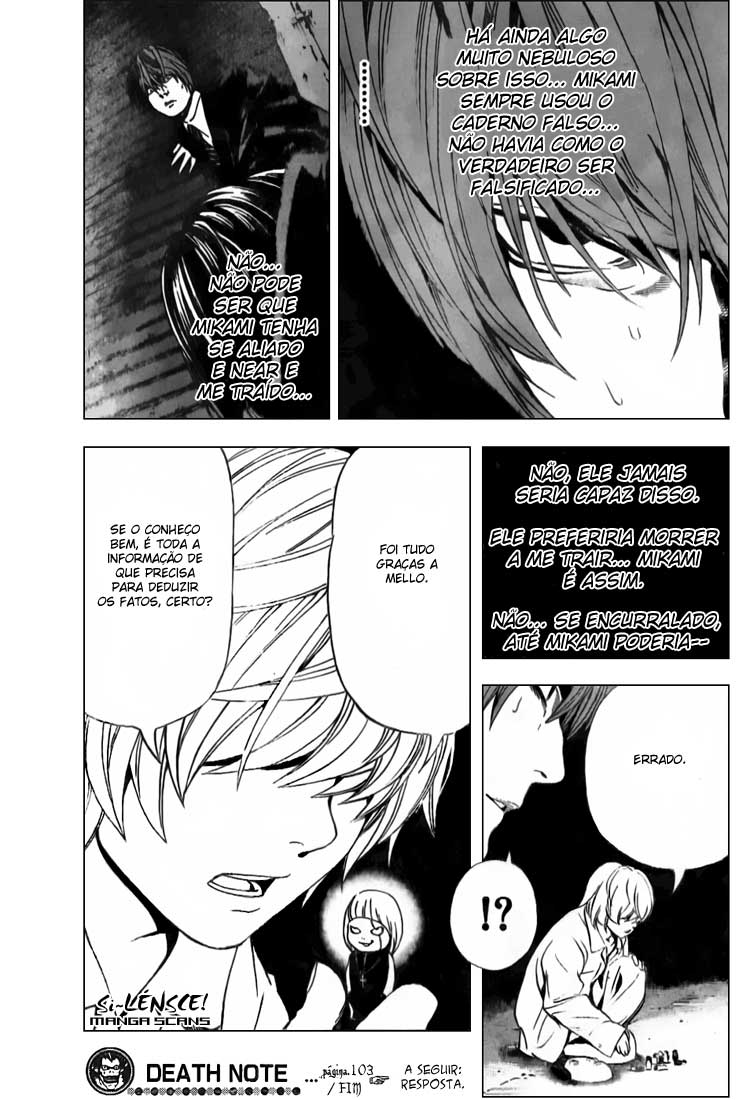 HÁ AINDA ALGO
MUITO NEBULOSO
SOBRE ISSO... MIKAMI
SEMPRE USOU O
CADERNO FALSO...
NÃO HAVIA COMO O
VERDADEIRO SER
FALSIFICADO...
.........
NÃO...
NÃO PODE
SER QUE
MIKAMI TENHA
SE ALIADO
E NEAR E
ME TRAÍDO...
NÃO, ELE JAMAIS
SERIA CAPAZ DISSO.
ELE PREFERIRIA MORRER
A ME TRAIR... MIKAMI
É ASSIM.
NÃO... SE ENCURRALADO,
ATÉ MIKAMI PODERIA--
ERRADO.
!?
FOI TUDO
GRAÇAS A
MELLO.
SE O CONHEÇO
BEM, É TODA A
INFORMAÇÃO DE
QUE PRECISA
PARA DEDUZIR
OS FATOS, CERTO?
Si~LÉNSCE!
MANGA SCANS
DEATH NOTE ... página.103
/ FIM
A SEGUIR:
RESPOSTA.